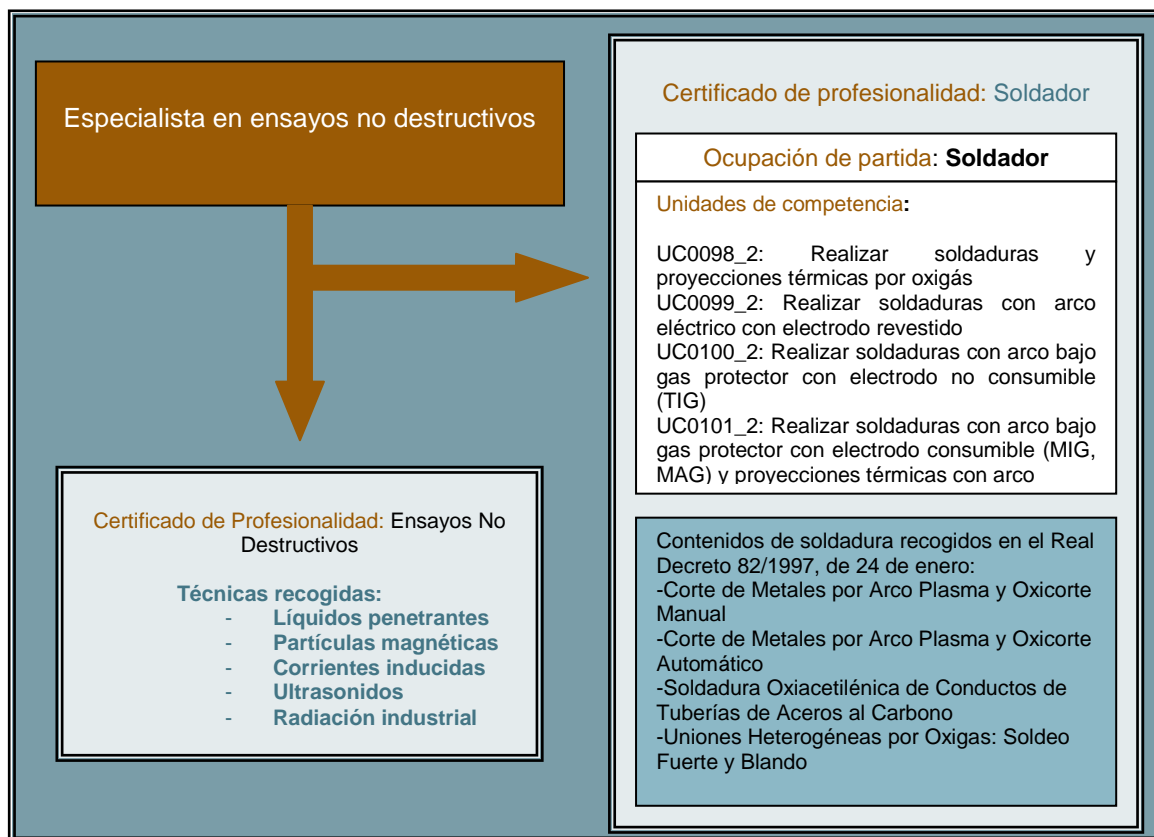 Especialista en ensayos no destructivos
Certificado de Profesionalidad: Ensayos No
Destructivos
Técnicas recogidas:
- Líquidos penetrantes
- Partículas magnéticas
- Corrientes inducidas
- Ultrasonidos
- Radiación industrial
Certificado de profesionalidad: Soldador
Ocupación de partida: Soldador
Unidades de competencia:
UC0098_2: Realizar soldaduras y
proyecciones térmicas por oxigás
UC0099_2: Realizar soldaduras con arco
eléctrico con electrodo revestido
UC0100_2: Realizar soldaduras con arco bajo
gas protector con electrodo no consumible
(TIG)
UC0101_2: Realizar soldaduras con arco bajo
gas protector con electrodo consumible (MIG,
MAG) y proyecciones térmicas con arco
Contenidos de soldadura recogidos en el Real
Decreto 82/1997, de 24 de enero:
-Corte de Metales por Arco Plasma y Oxicorte
Manual
-Corte de Metales por Arco Plasma y Oxicorte
Automático
-Soldadura Oxiacetilénica de Conductos de
Tuberías de Aceros al Carbono
-Uniones Heterogéneas por Oxigas: Soldeo
Fuerte y Blando